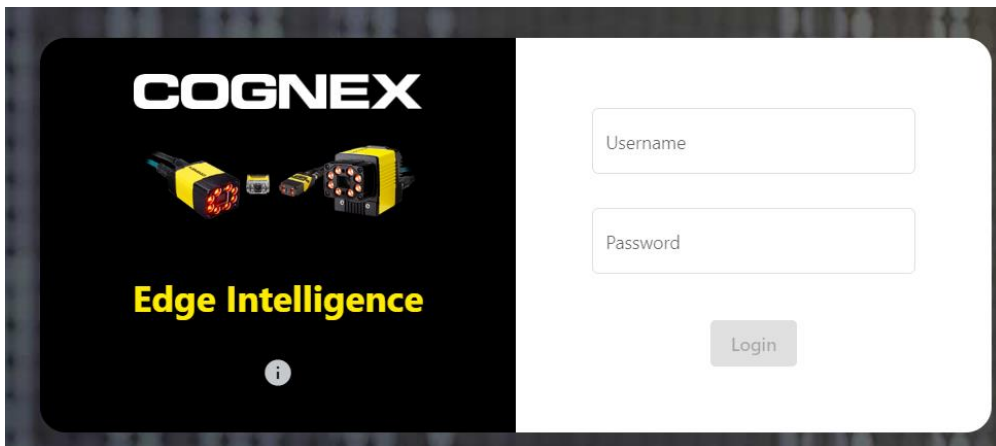 COGNEX
Edge Intelligence
i
Username
Password
Login